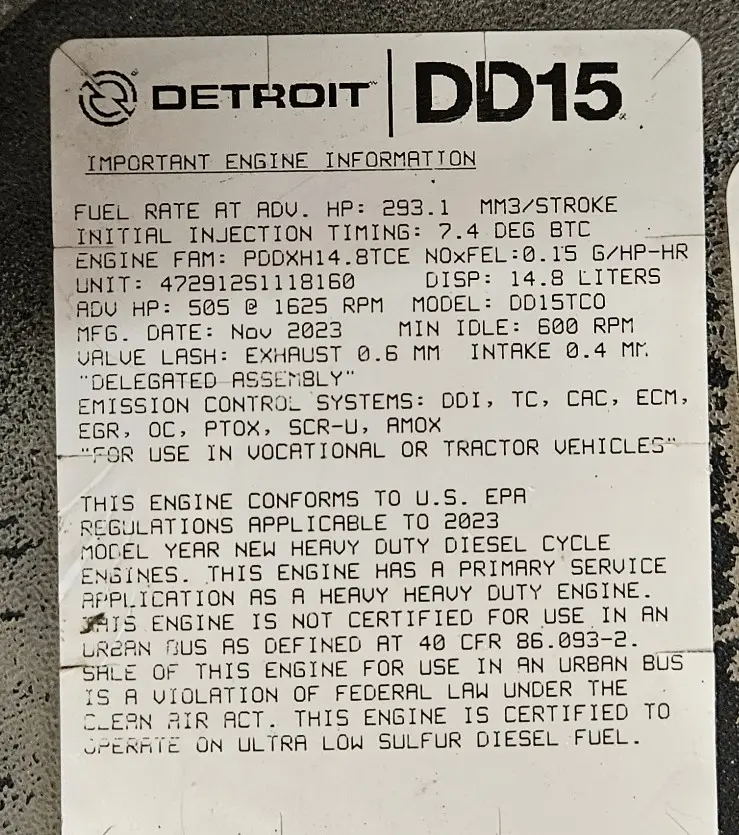 DETROIT™ DD15
IMPORTANT ENGINE INFORMATION
FUEL RATE AT ADV. HP: 293.1 MM3/STROKE
INITIAL INJECTION TIMING: 7.4 DEG BTC
ENGINE FAM: PDDXH14.8TCE NOxFEL:0.15 G/HP-HR
UNIT: 472912S1118160 DISP: 14.8 LITERS
ADV HP: 505 @ 1625 RPM MODEL: DD15TCO
MFG. DATE: Nov 2023 MIN IDLE: 600 RPM
VALVE LASH: EXHAUST 0.6 MM INTAKE 0.4 MM.
"DELEGATED ASSEMBLY"
EMISSION CONTROL SYSTEMS: DDI, TC, CAC, ECM,
EGR, OC, PTOX, SCR-U, AMOX
"FOR USE IN VOCATIONAL OR TRACTOR VEHICLES"
THIS ENGINE CONFORMS TO U.S. EPA
REGULATIONS APPLICABLE TO 2023
MODEL YEAR NEW HEAVY DUTY DIESEL CYCLE
ENGINES. THIS ENGINE HAS A PRIMARY SERVICE
APPLICATION AS A HEAVY HEAVY DUTY ENGINE.
THIS ENGINE IS NOT CERTIFIED FOR USE IN AN
URBAN BUS AS DEFINED AT 40 CFR 86.093-2.
SALE OF THIS ENGINE FOR USE IN AN URBAN BUS
IS A VIOLATION OF FEDERAL LAW UNDER THE
CLEAN AIR ACT. THIS ENGINE IS CERTIFIED TO
OPERATE ON ULTRA LOW SULFUR DIESEL FUEL.